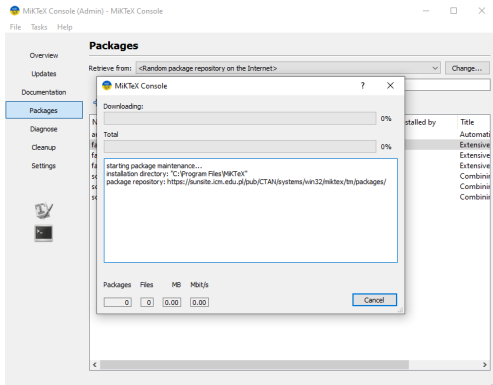 MiKTeX Console (Admin) - MiKTeX Console
File Tasks Help
Overview
Updates
Documentation
Packages
Diagnose
Cleanup
Settings
Packages
Retrieve from: <Random package repository on the Internet>
Change...
stalled by
Title
Automati
Extensive
Extensive
Extensive
Combinin
Combinin
Combinin
MiKTeX Console
?
Downloading:
0%
Total
0%
starting package maintenance...
installation directory: "C:\Program Files\MiKTeX"
package repository: https://sunsite.icm.edu.pl/pub/CTAN/systems/win32/miktex/tm/packages/
Packages Files MB Mbit/s
0 0 0.00 0.00
Cancel